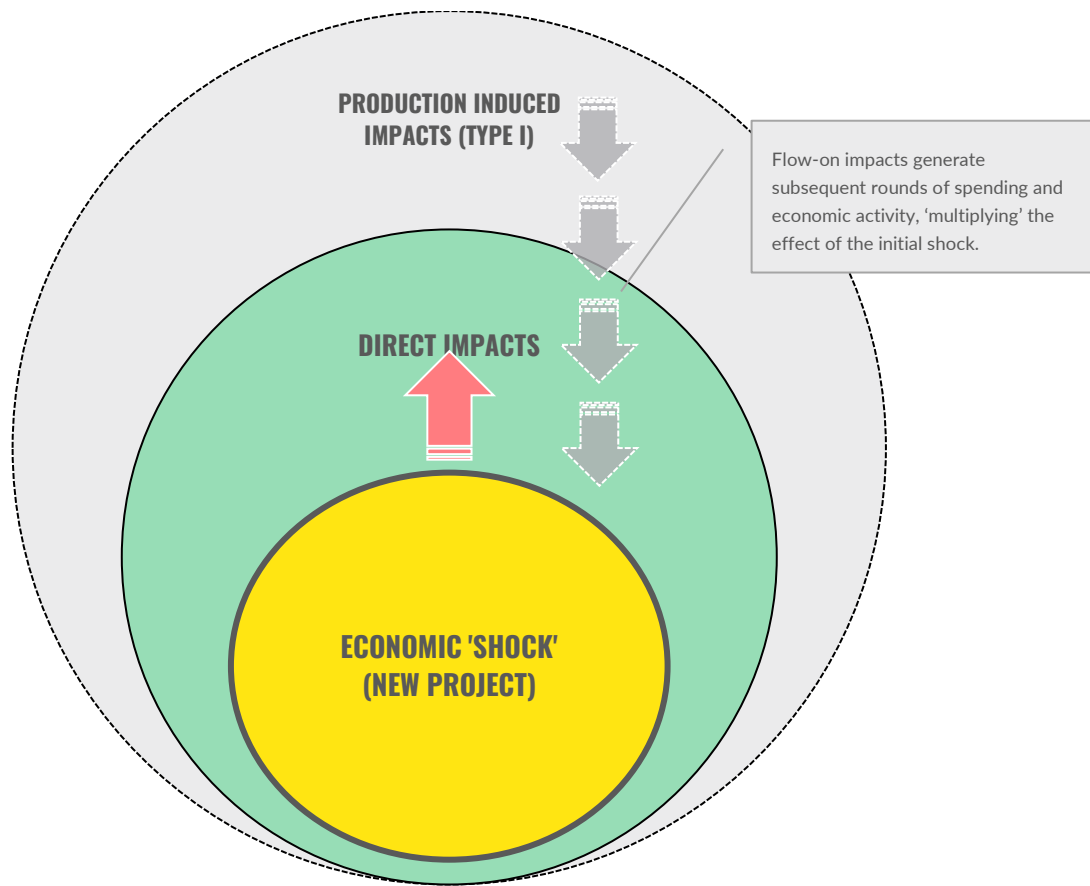 PRODUCTION INDUCED
IMPACTS (TYPE I)
Flow-on impacts generate
subsequent rounds of spending and
economic activity, ‘multiplying’ the
effect of the initial shock.
DIRECT IMPACTS
ECONOMIC 'SHOCK'
(NEW PROJECT)